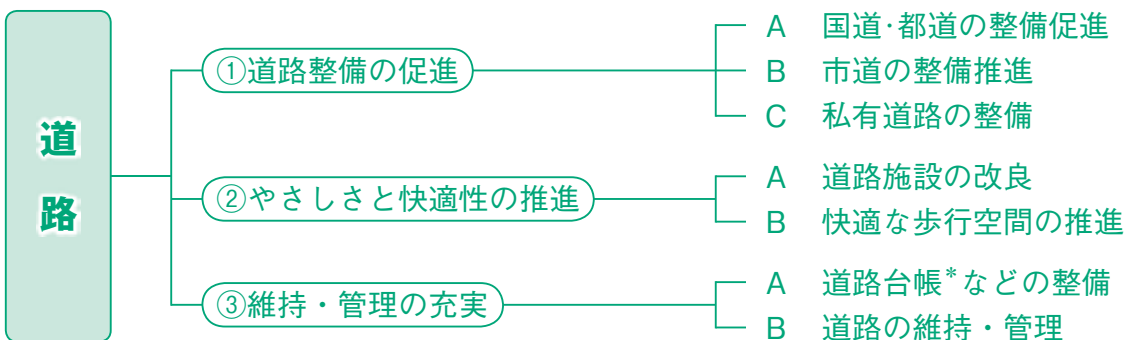 道路
①道路整備の促進
A 国道・都道の整備促進
B 市道の整備推進
C 私有道路の整備
②やさしさと快適性の推進
A 道路施設の改良
B 快適な歩行空間の推進
③維持・管理の充実
A 道路台帳*などの整備
B 道路の維持・管理